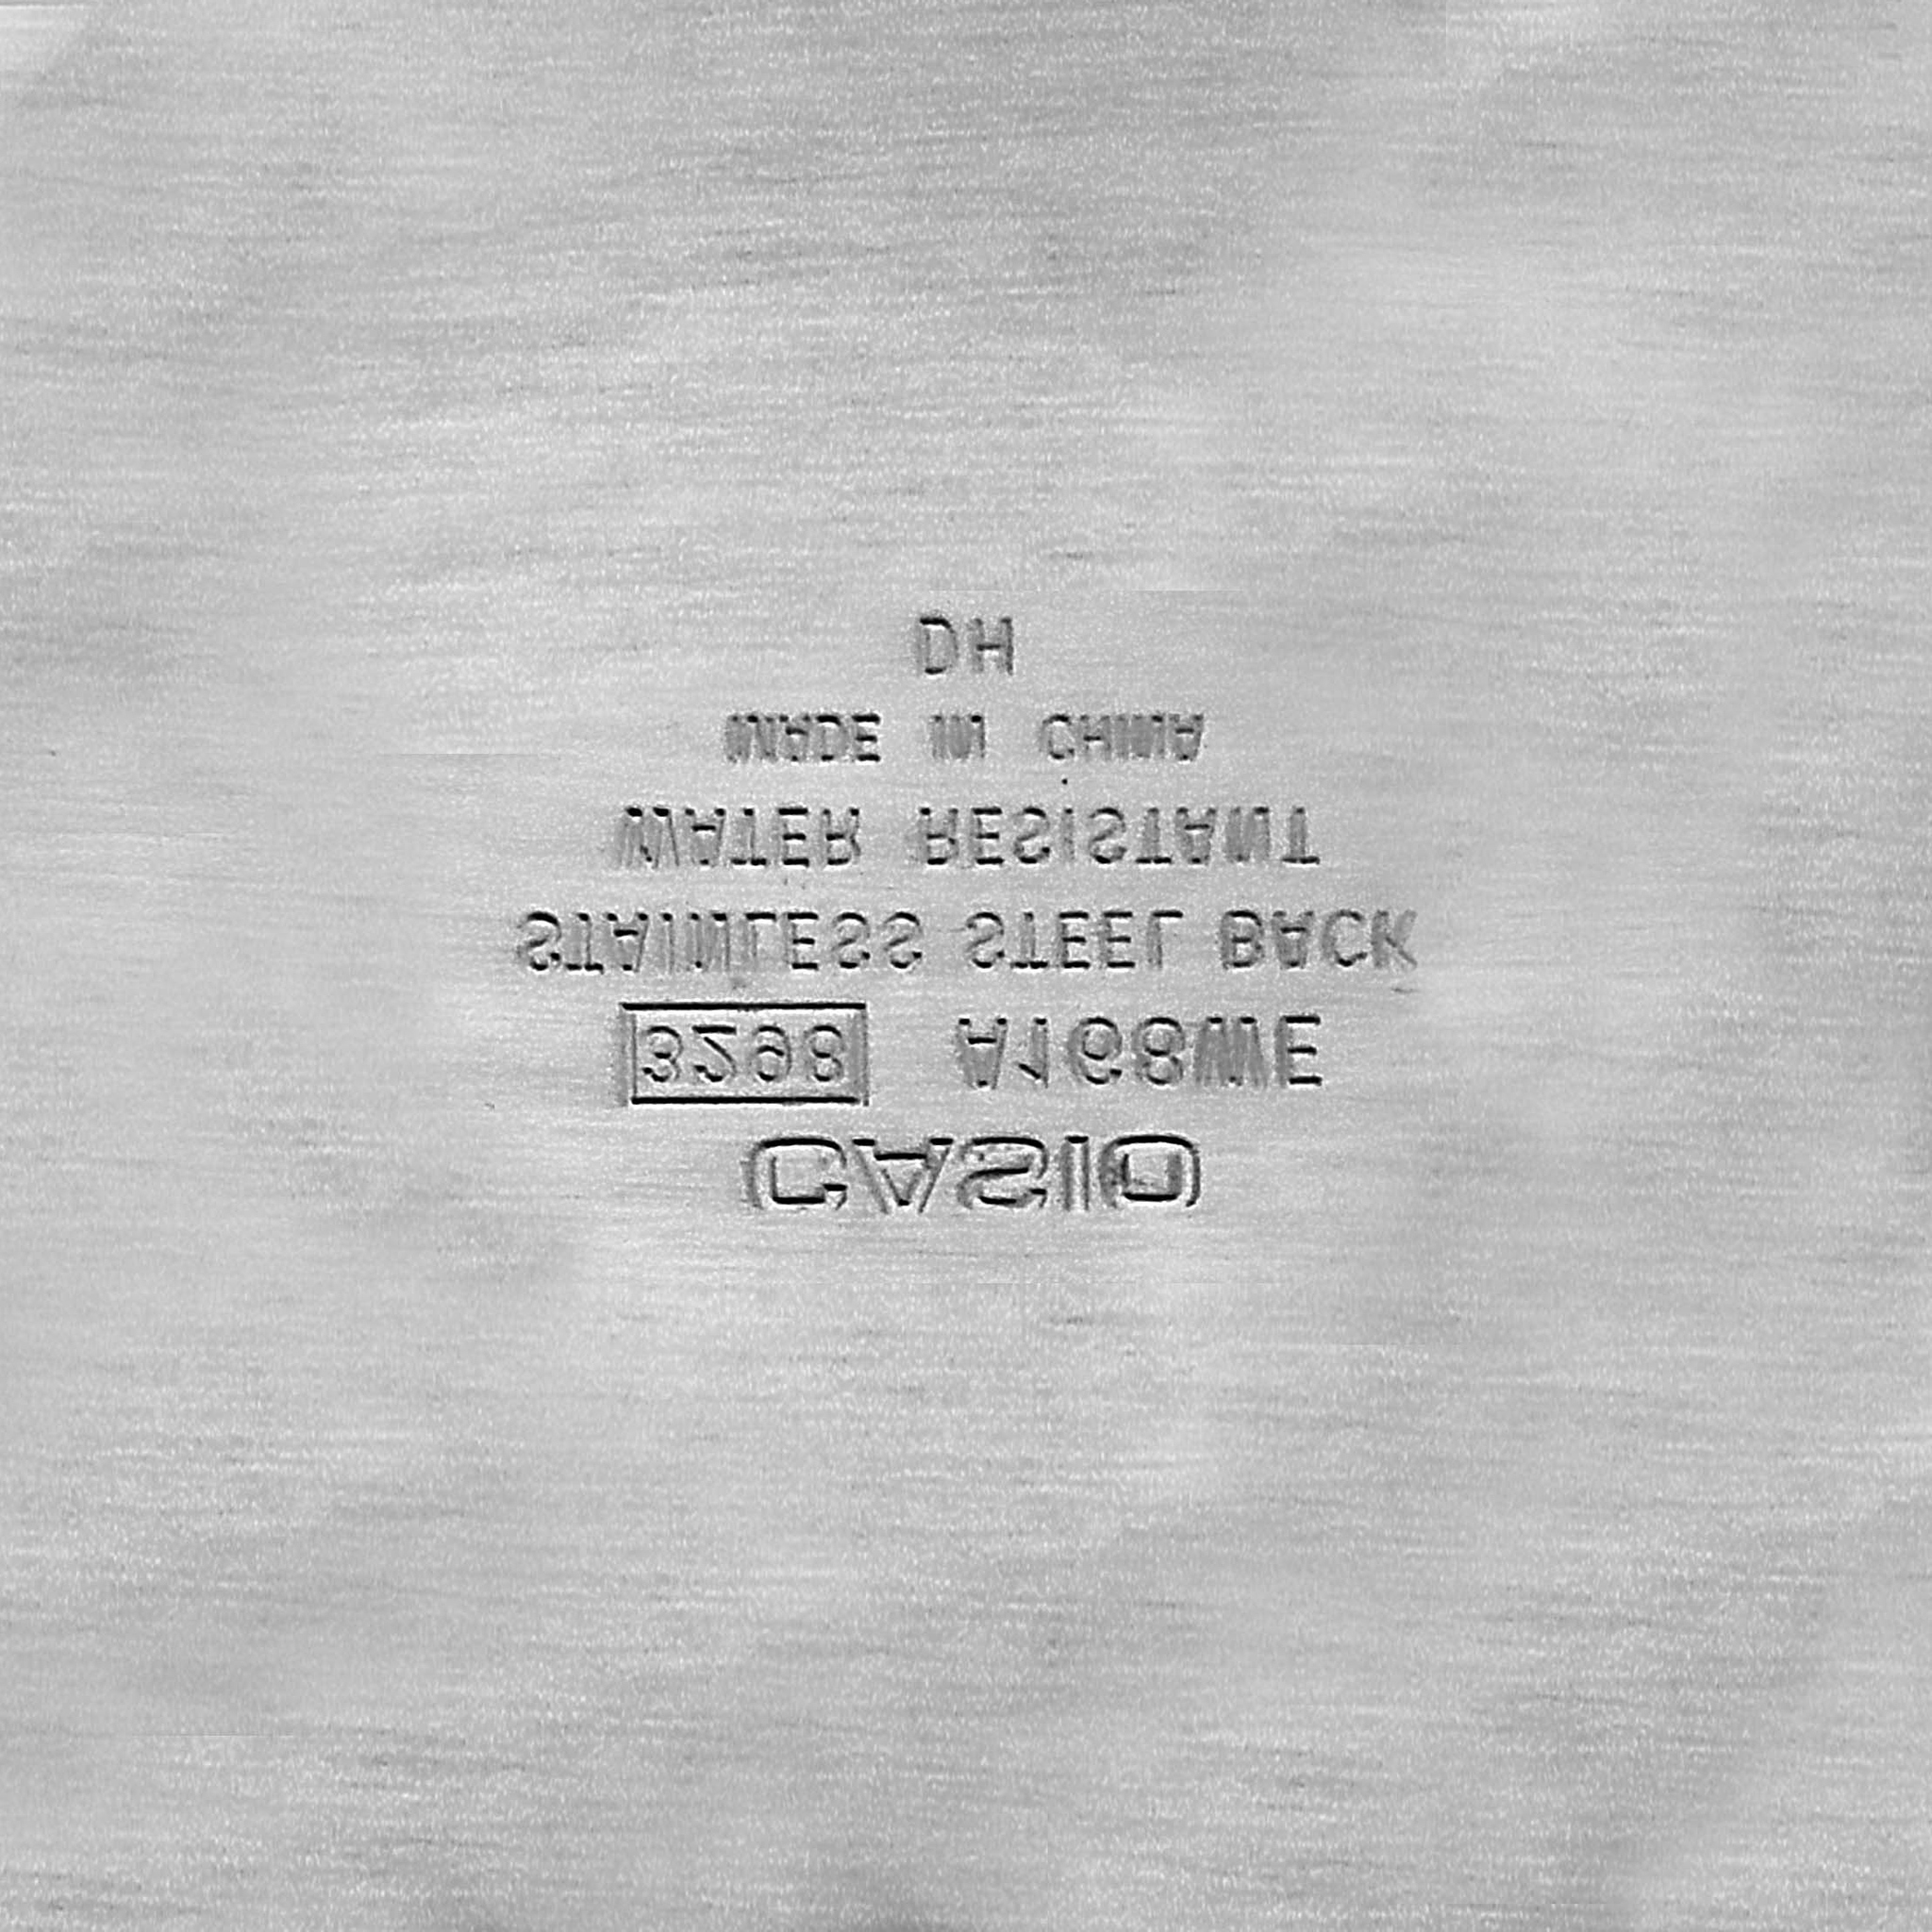 CASIO
3298 A168WE
STAINLESS STEEL BACK
WATER RESISTANT
MADE IN CHINA
DH